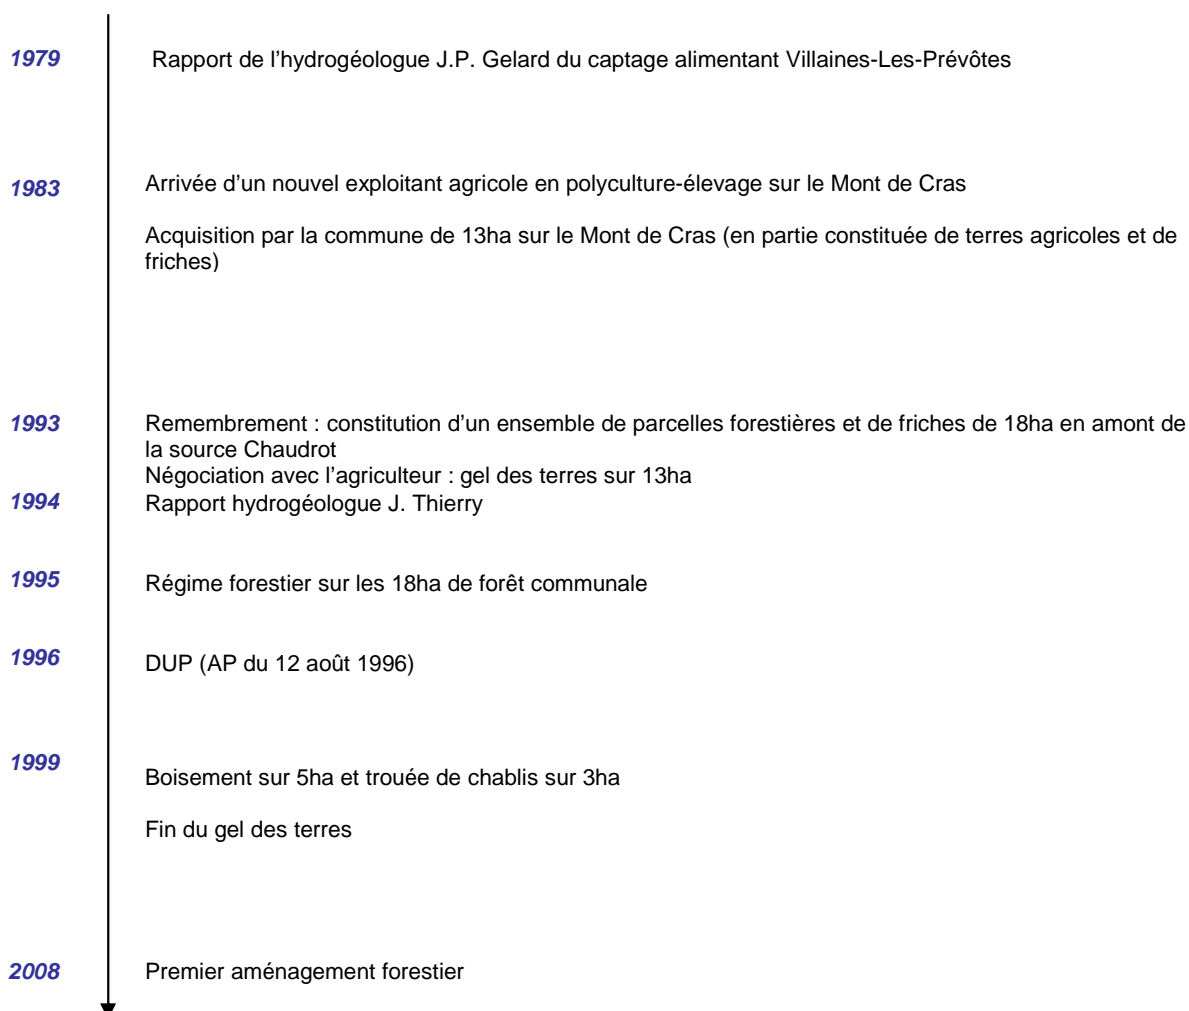 1979
Rapport de l'hydrogéologue J.P. Gelard du captage alimentant Villaines-Les-Prévôtes
1983
Arrivée d'un nouvel exploitant agricole en polyculture-élevage sur le Mont de Cras
Acquisition par la commune de 13ha sur le Mont de Cras (en partie constituée de terres agricoles et de
friches)
1993
Remembrement : constitution d'un ensemble de parcelles forestières et de friches de 18ha en amont de
la source Chaudrot
Négociation avec l'agriculteur : gel des terres sur 13ha
1994
Rapport hydrogéologue J. Thierry
1995
Régime forestier sur les 18ha de forêt communale
1996
DUP (AP du 12 août 1996)
1999
Boisement sur 5ha et trouée de chablis sur 3ha
Fin du gel des terres
2008
Premier aménagement forestier